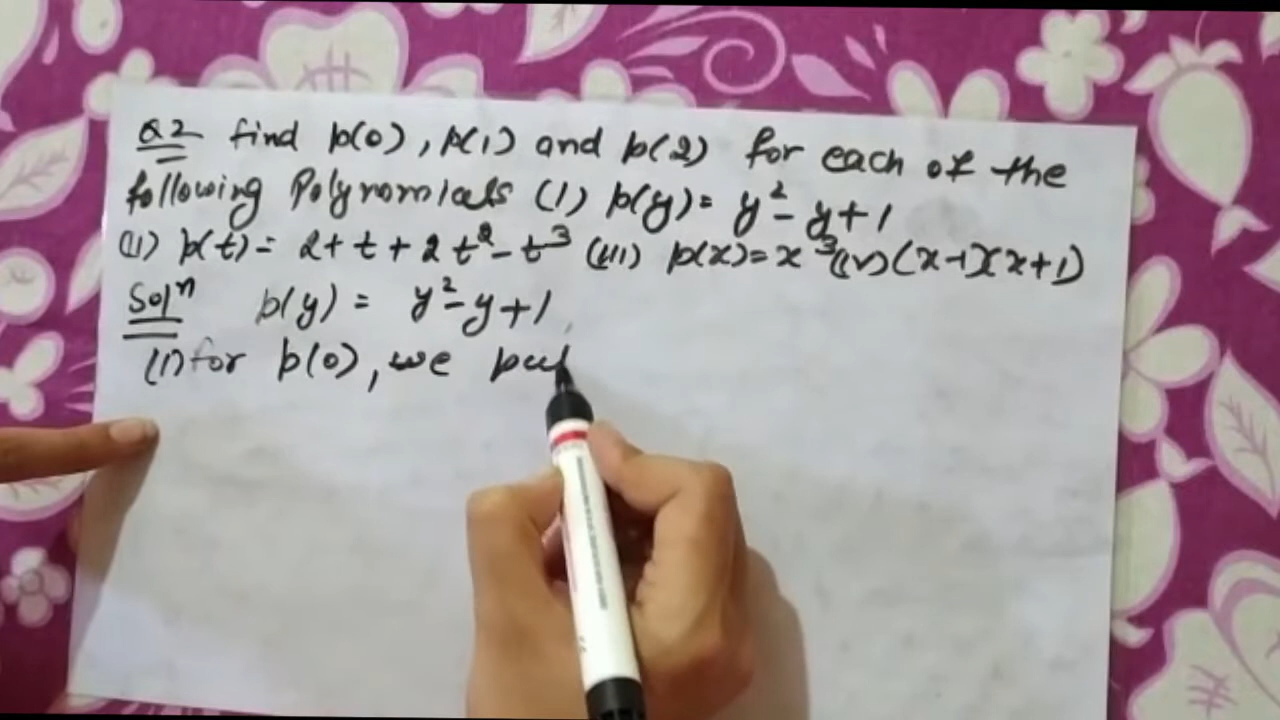 Q2 find p(0), p(1) and p(2) for each of the
following Polynomials (i) p(y)= y²-y+1
(ii) p(t)= 2+t+2t²-t³ (iii) p(x)=x³ (iv) (x-1)(x+1)
Solⁿ p(y)= y²-y+1
(i) for p(0), we put